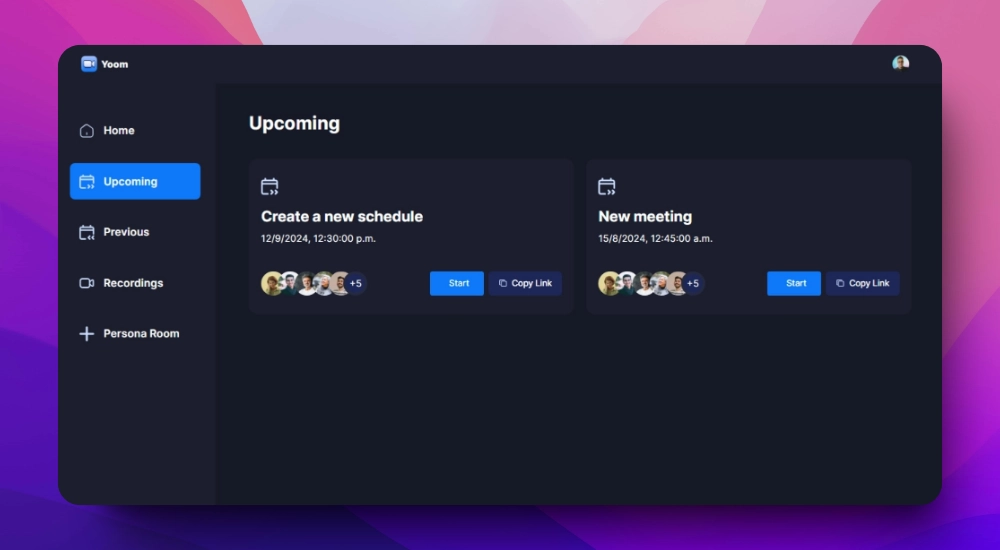 Yoom
Home
Upcoming
Previous
Recordings
Persona Room
Upcoming
Create a new schedule
12/9/2024, 12:30:00 p.m.
+5
Start
Copy Link
New meeting
15/8/2024, 12:45:00 a.m.
+5
Start
Copy Link